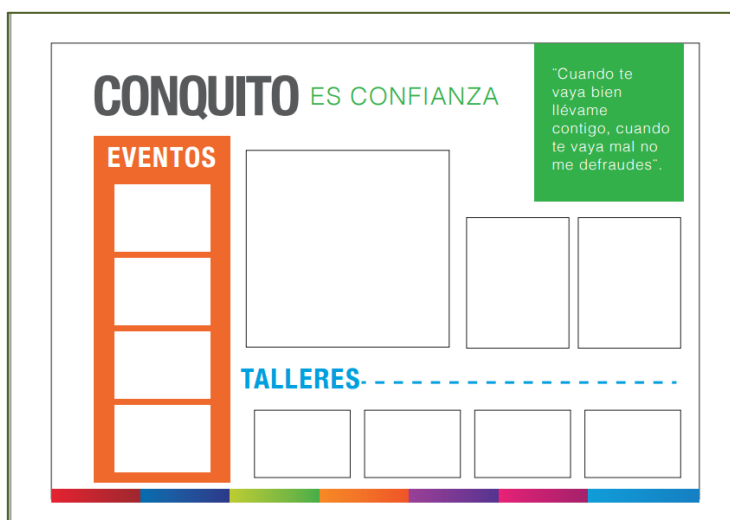 CONQUITO ES CONFIANZA
¨Cuando te
vaya bien
llévame
contigo, cuando
te vaya mal no
me defraudes¨.
EVENTOS
TALLERES